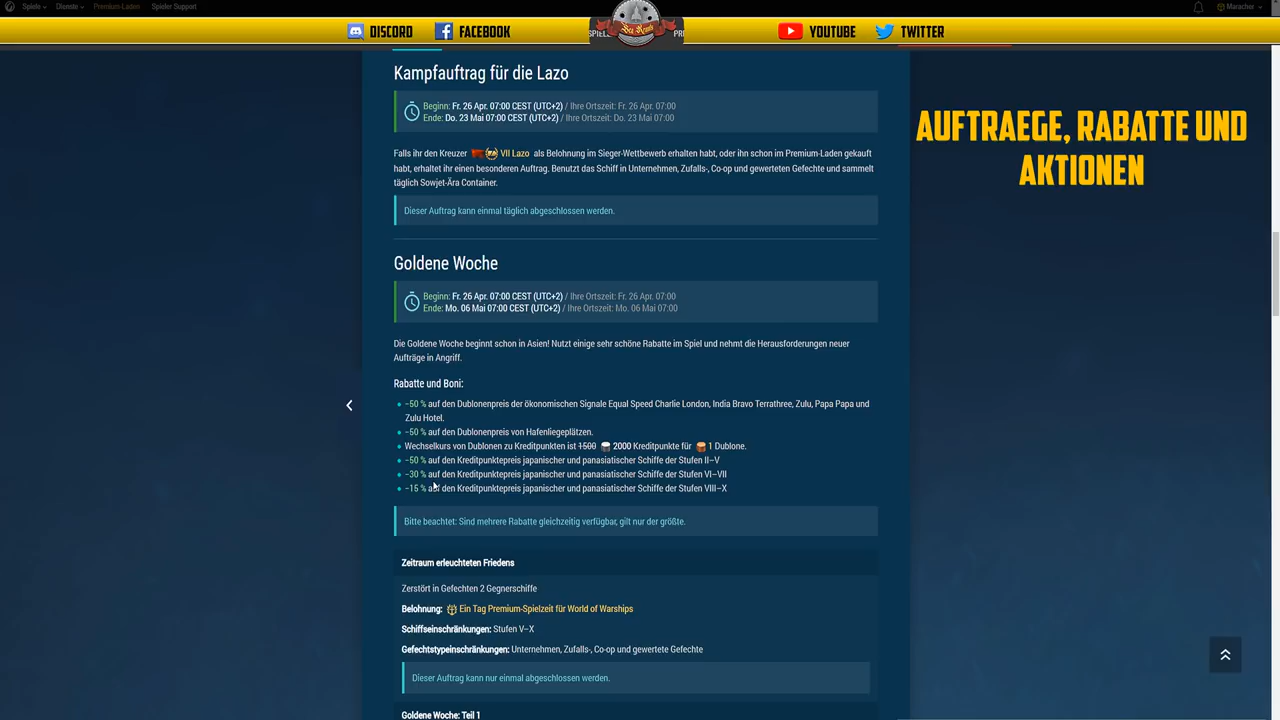 Spiele
Dienste
Premium-Laden
Spieler Support
Maracher
DISCORD
FACEBOOK
YOUTUBE
TWITTER
Kampfauftrag für die Lazo
Beginn: Fr. 26 Apr. 07:00 CEST (UTC+2) / Ihre Ortszeit: Fr. 26 Apr. 07:00
Ende: Do. 23 Mai 07:00 CEST (UTC+2) / Ihre Ortszeit: Do. 23 Mai 07:00
AUFTRAEGE, RABATTE UND
AKTIONEN
Falls ihr den Kreuzer VII Lazo als Belohnung im Sieger-Wettbewerb erhalten habt, oder ihn schon im Premium-Laden gekauft
habt, erhaltet ihr einen besonderen Auftrag. Benutzt das Schiff in Unternehmen, Zufalls-, Co-op und gewerteten Gefechte und sammelt
täglich Sowjet-Ära Container.
Dieser Auftrag kann einmal täglich abgeschlossen werden.
Goldene Woche
Beginn: Fr. 26 Apr. 07:00 CEST (UTC+2) / Ihre Ortszeit: Fr. 26 Apr. 07:00
Ende: Mo. 06 Mai 07:00 CEST (UTC+2) / Ihre Ortszeit: Mo. 06 Mai 07:00
Die Goldene Woche beginnt schon in Asien! Nutzt einige sehr schöne Rabatte im Spiel und nehmt die Herausforderungen neuer
Aufträge in Angriff.
Rabatte und Boni:
−50 % auf den Dublonenpreis der ökonomischen Signale Equal Speed Charlie London, India Bravo Terrathree, Zulu, Papa Papa und
Zulu Hotel.
−50 % auf den Dublonenpreis von Hafenliegeplätzen.
Wechselkurs von Dublonen zu Kreditpunkten ist 1500 2000 Kreditpunkte für 1 Dublone.
−50 % auf den Kreditpunktepreis japanischer und panasiatischer Schiffe der Stufen II–V
−30 % auf den Kreditpunktepreis japanischer und panasiatischer Schiffe der Stufen VI–VII
−15 % auf den Kreditpunktepreis japanischer und panasiatischer Schiffe der Stufen VIII–X
Bitte beachtet: Sind mehrere Rabatte gleichzeitig verfügbar, gilt nur der größte.
Zeitraum erleuchteten Friedens
Zerstört in Gefechten 2 Gegnerschiffe
Belohnung: Ein Tag Premium-Spielzeit für World of Warships
Schiffseinschränkungen: Stufen V–X
Gefechtstypeinschränkungen: Unternehmen, Zufalls-, Co-op und gewertete Gefechte
Dieser Auftrag kann nur einmal abgeschlossen werden.
Goldene Woche: Teil 1